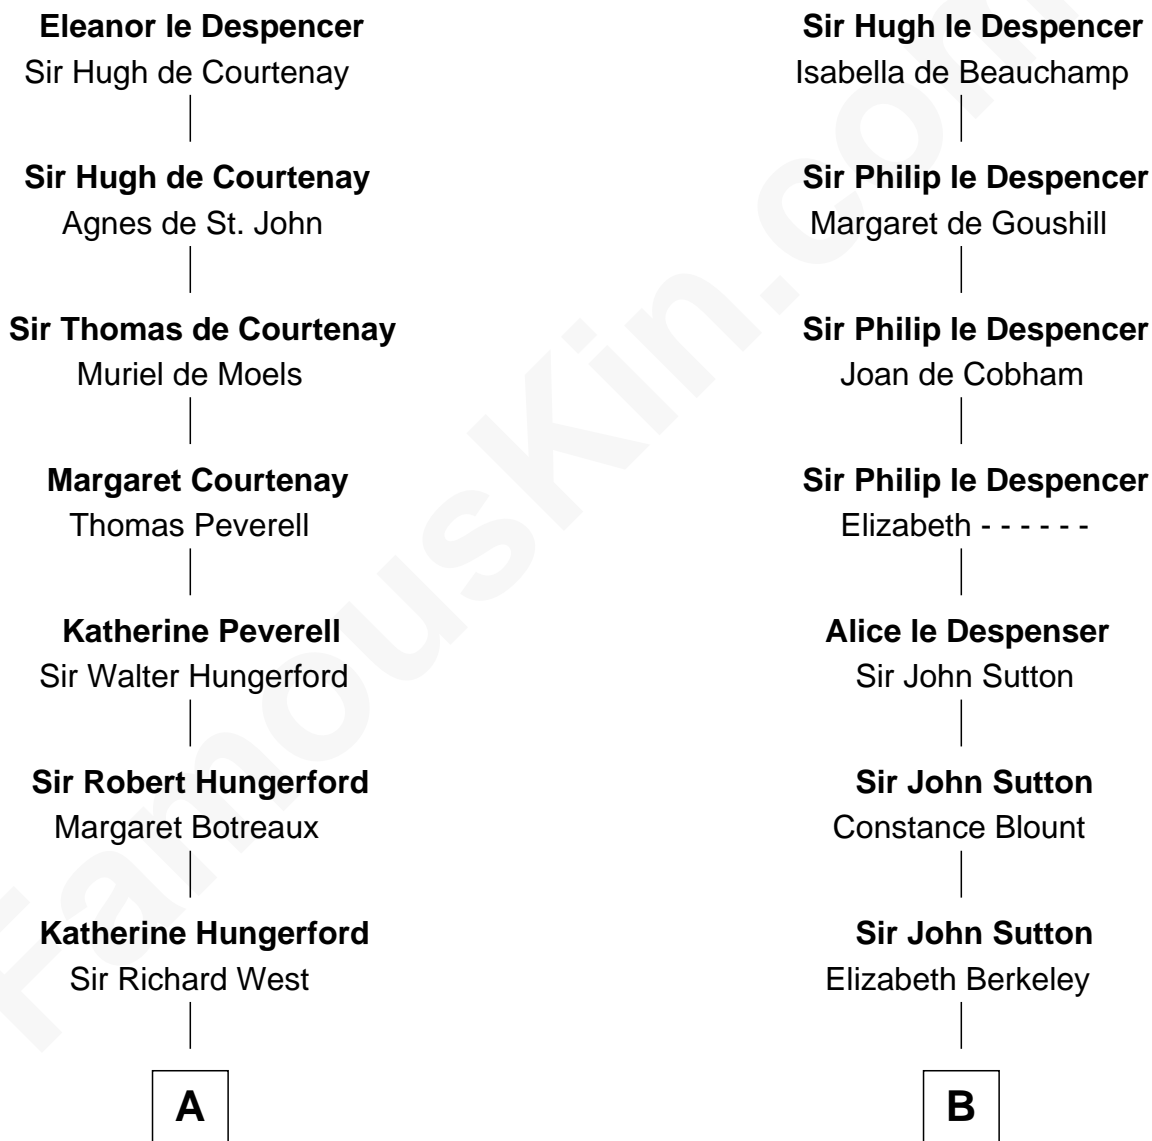 Eleanor le Despencer
Sir Hugh de Courtenay
Sir Hugh de Courtenay
Agnes de St. John
Sir Thomas de Courtenay
Muriel de Moels
Margaret Courtenay
Thomas Peverell
Katherine Peverell
Sir Walter Hungerford
Sir Robert Hungerford
Margaret Botreaux
Katherine Hungerford
Sir Richard West
A
Sir Hugh le Despencer
Isabella de Beauchamp
Sir Philip le Despencer
Margaret de Goushill
Sir Philip le Despencer
Joan de Cobham
Sir Philip le Despencer
Elizabeth - - - - - -
Alice le Despenser
Sir John Sutton
Sir John Sutton
Constance Blount
Sir John Sutton
Elizabeth Berkeley
B
FamousKin.com